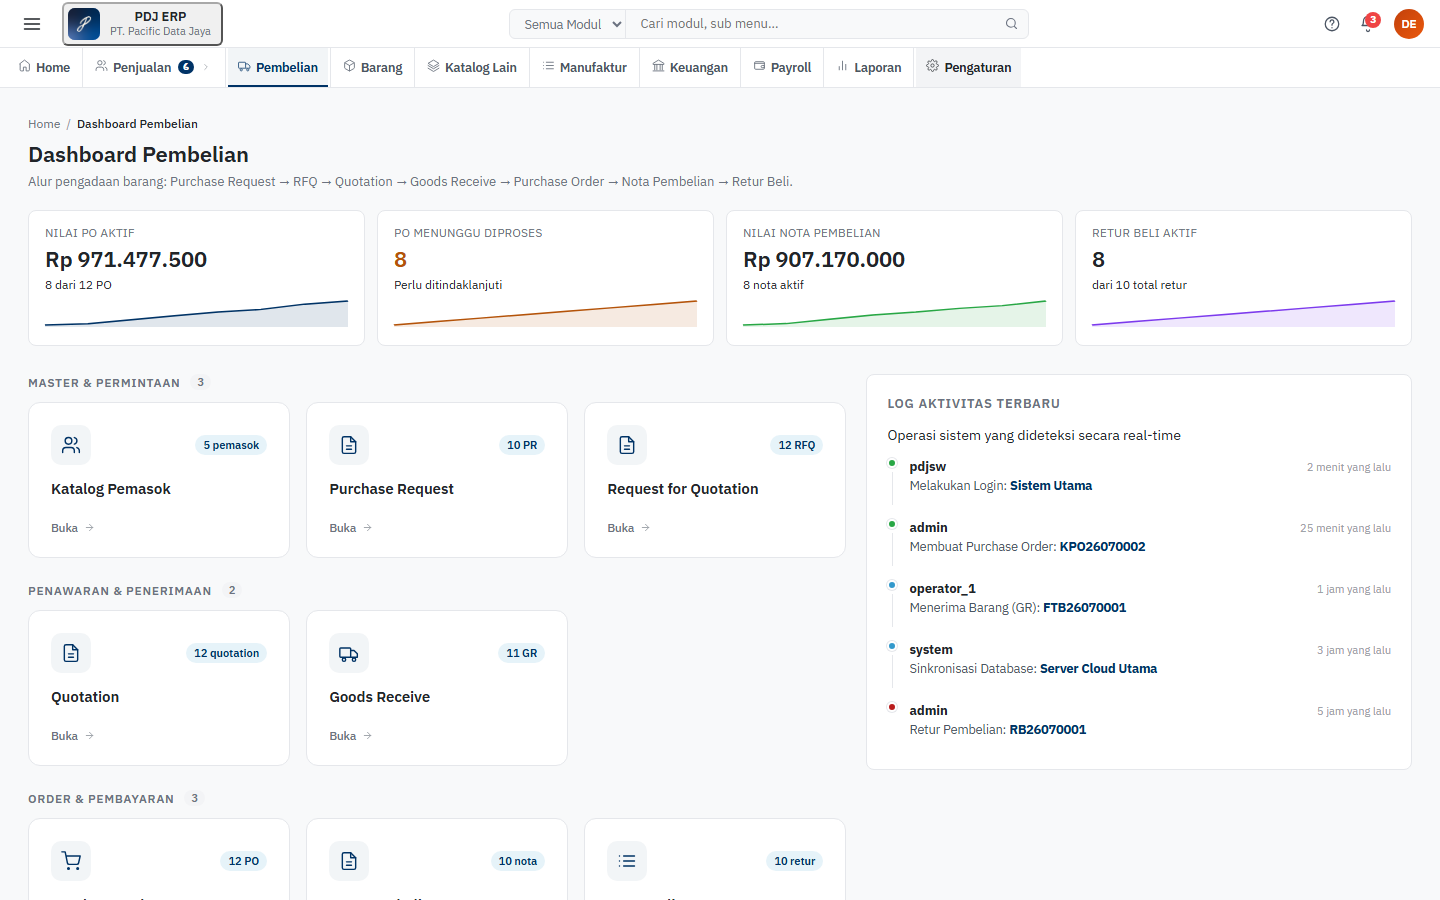 PDJ ERP
PT. Pacific Data Jaya
Semua Modul
Cari modul, sub menu...
3
DE
Home
Penjualan 6
Pembelian
Barang
Katalog Lain
Manufaktur
Keuangan
Payroll
Laporan
Pengaturan
Home / Dashboard Pembelian
Dashboard Pembelian
Alur pengadaan barang: Purchase Request → RFQ → Quotation → Goods Receive → Purchase Order → Nota Pembelian → Retur Beli.
NILAI PO AKTIF
Rp 971.477.500
8 dari 12 PO
PO MENUNGGU DIPROSES
8
Perlu ditindaklanjuti
NILAI NOTA PEMBELIAN
Rp 907.170.000
8 nota aktif
RETUR BELI AKTIF
8
dari 10 total retur
MASTER & PERMINTAAN 3
5 pemasok
Katalog Pemasok
Buka →
10 PR
Purchase Request
Buka →
12 RFQ
Request for Quotation
Buka →
PENAWARAN & PENERIMAAN 2
12 quotation
Quotation
Buka →
11 GR
Goods Receive
Buka →
ORDER & PEMBAYARAN 3
12 PO
10 nota
10 retur
LOG AKTIVITAS TERBARU
Operasi sistem yang dideteksi secara real-time
pdjsw 2 menit yang lalu
Melakukan Login: Sistem Utama
admin 25 menit yang lalu
Membuat Purchase Order: KPO26070002
operator_1 1 jam yang lalu
Menerima Barang (GR): FTB26070001
system 3 jam yang lalu
Sinkronisasi Database: Server Cloud Utama
admin 5 jam yang lalu
Retur Pembelian: RB26070001